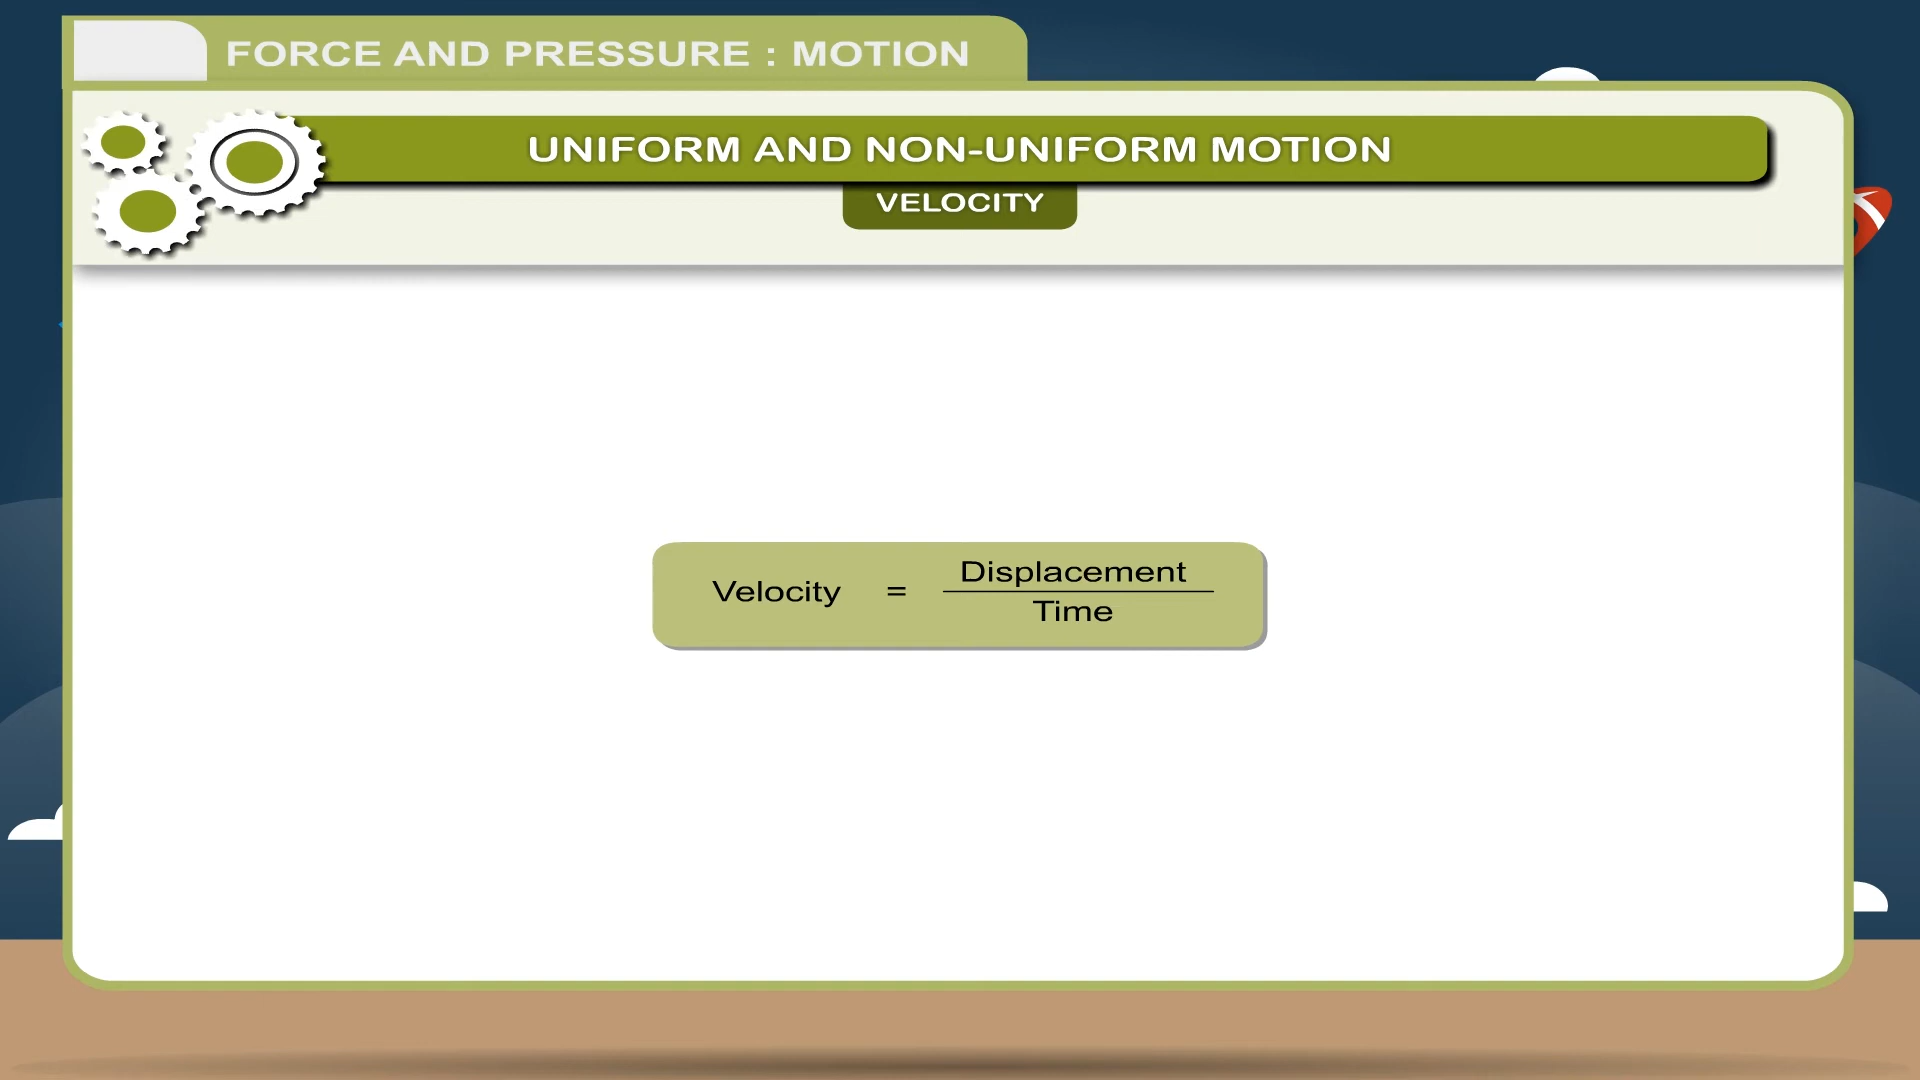 FORCE AND PRESSURE : MOTION
UNIFORM AND NON-UNIFORM MOTION
VELOCITY
Velocity = Displacement
Time